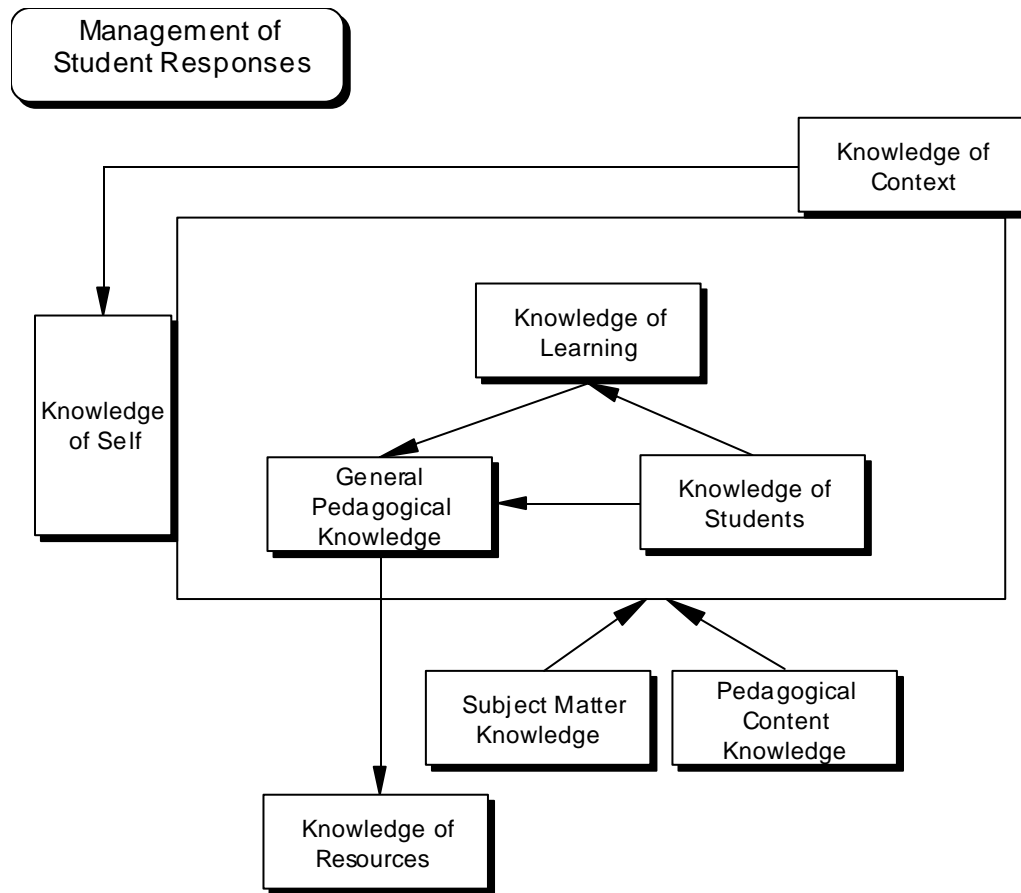 Management of
Student Responses
Knowledge of
Context
Knowledge of
Learning
Knowledge
of Self
General
Pedagogical
Knowledge
Knowledge of
Students
Subject Matter
Knowledge
Pedagogical
Content
Knowledge
Knowledge of
Resources